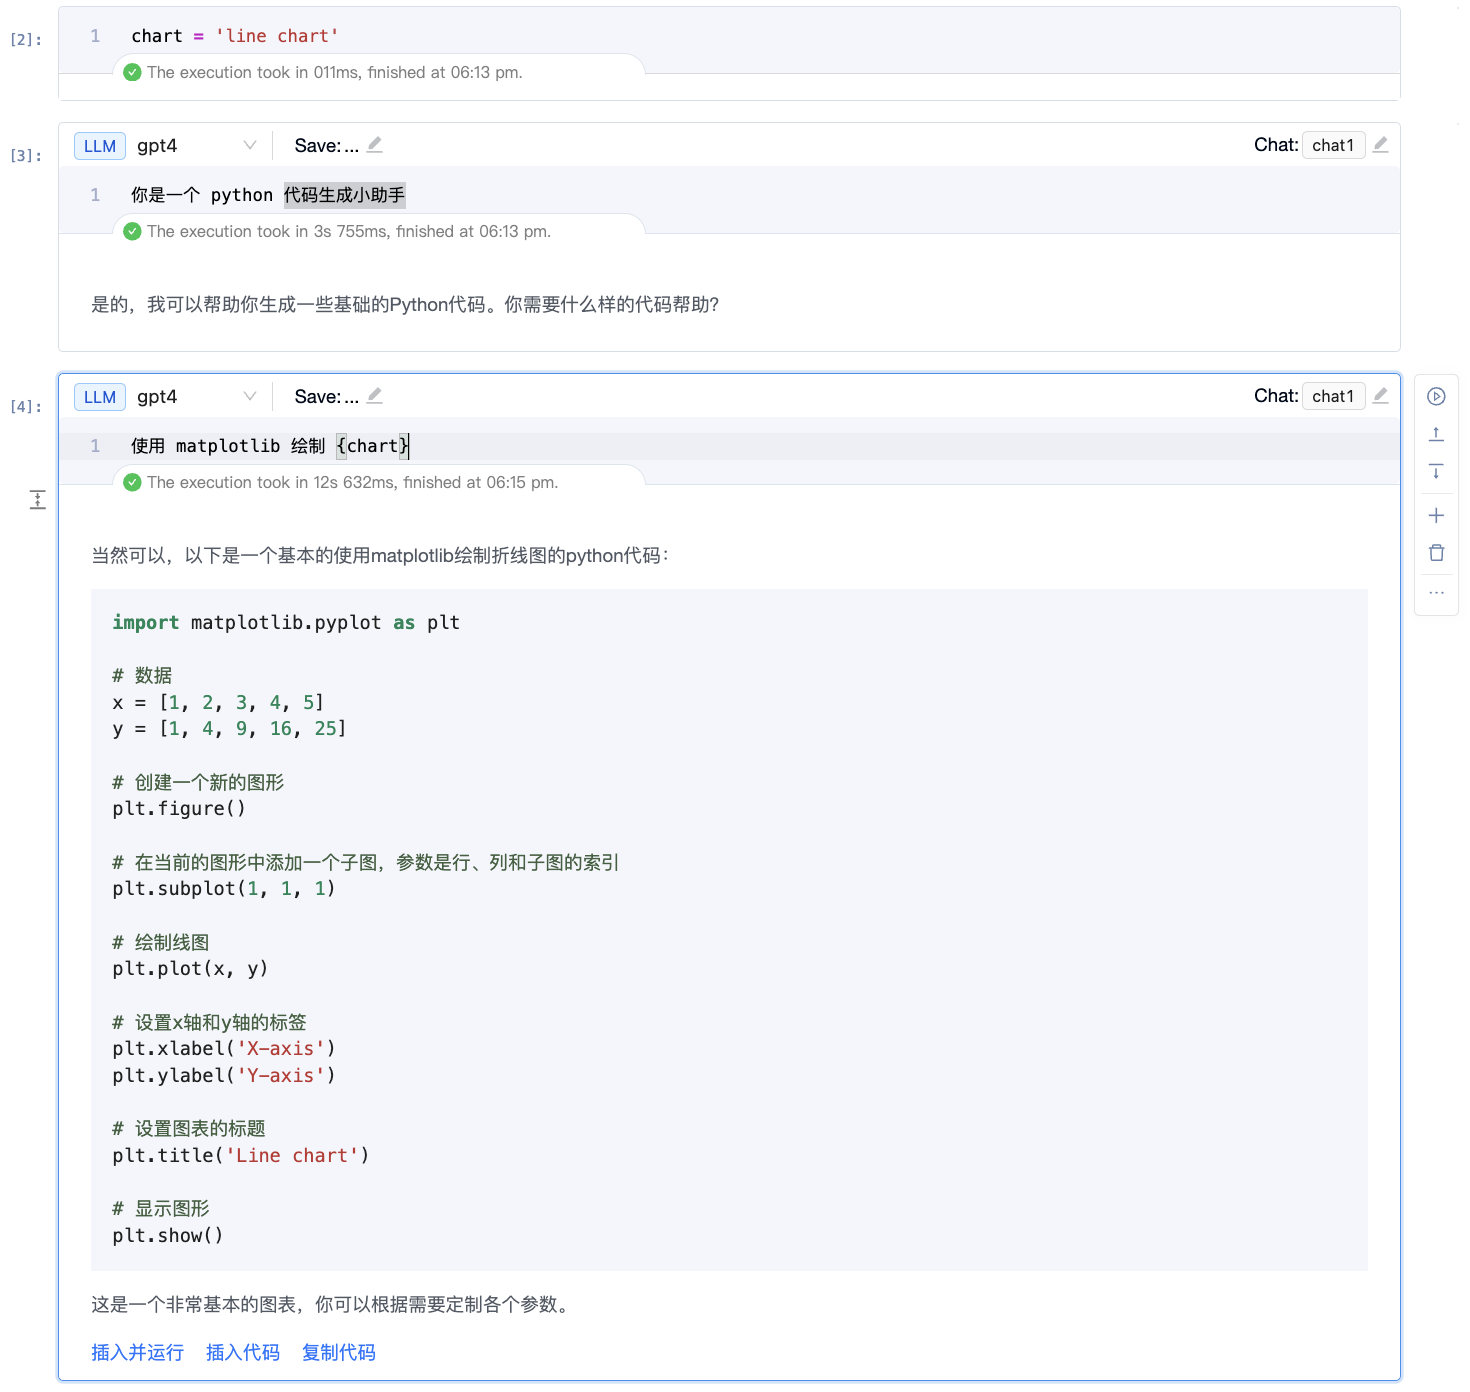 [2]:
1 chart = 'line chart'
The execution took in 011ms, finished at 06:13 pm.
[3]:
LLM gpt4 Save: ... Chat: chat1
1 你是一个 python 代码生成小助手
The execution took in 3s 755ms, finished at 06:13 pm.
是的，我可以帮助你生成一些基础的Python代码。你需要什么样的代码帮助？
[4]:
LLM gpt4 Save: ... Chat: chat1
1 使用 matplotlib 绘制 {chart}
The execution took in 12s 632ms, finished at 06:15 pm.
当然可以，以下是一个基本的使用matplotlib绘制折线图的python代码：
import matplotlib.pyplot as plt
# 数据
x = [1, 2, 3, 4, 5]
y = [1, 4, 9, 16, 25]
# 创建一个新的图形
plt.figure()
# 在当前的图形中添加一个子图，参数是行、列和子图的索引
plt.subplot(1, 1, 1)
# 绘制线图
plt.plot(x, y)
# 设置x轴和y轴的标签
plt.xlabel('X-axis')
plt.ylabel('Y-axis')
# 设置图表的标题
plt.title('Line chart')
# 显示图形
plt.show()
这是一个非常基本的图表，你可以根据需要定制各个参数。
插入并运行 插入代码 复制代码